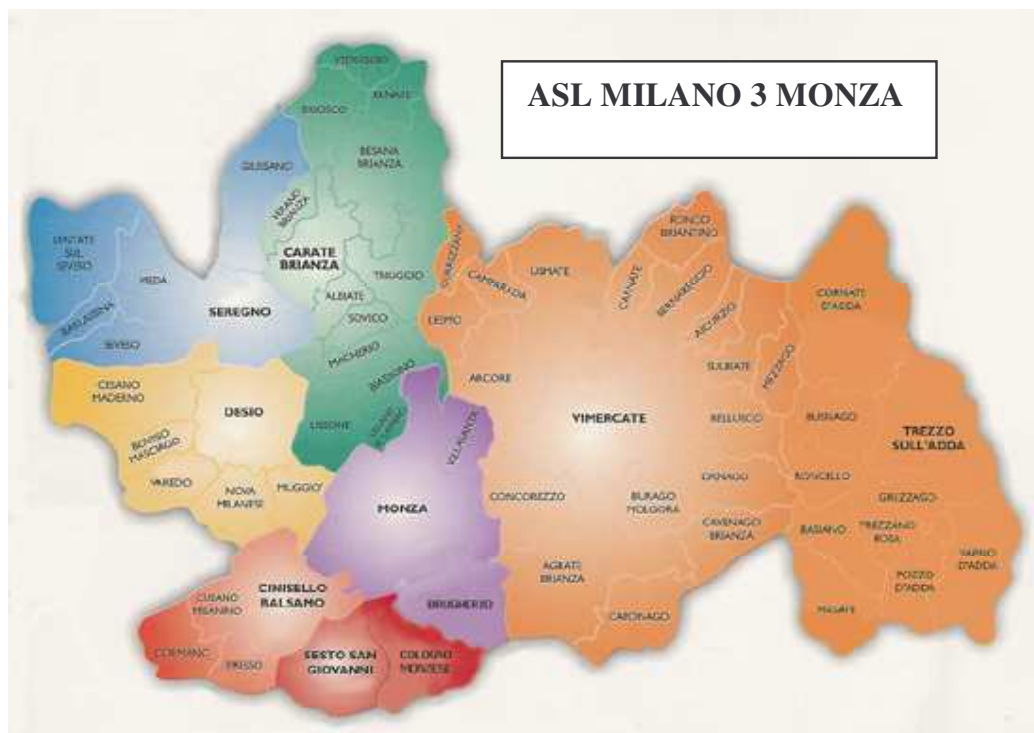 ASL MILANO 3 MONZA
VEDUGGIO
RENATE
BRIOSCO
BESANA
BRIANZA
GIUSSANO
VERANO
BRIANZA
CARATE
BRIANZA
TRIUGGIO
ALBIATE
SOVICO
MACHERIO
BIASSONO
LISSONE
LENTATE
SUL
SEVESO
MEDA
BARLASSINA
SEVESO
SEREGNO
CESANO
MADERNO
DESIO
BOVISIO
MASCIAGO
VAREDO
NOVA
MILANESE
MUGGIO'
MONZA
VILLASANTA
BRUGHERIO
CINISELLO
BALSAMO
CUSANO
MILANINO
CORMANO
BRESSO
SESTO SAN
GIOVANNI
COLOGNO
MONZESE
CAMPARADA
LESMO
USMATE
CARNATE
RONCO
BRIANTINO
BERNAREGGIO
AICURZIO
SULBIATE
MEZZAGO
CORNATE
D'ADDA
ARCORE
VIMERCATE
BELLUSCO
BUSNAGO
TREZZO
SULL'ADDA
ORNAGO
RONCELLO
CONCOREZZO
BURAGO
MOLGORA
CAVENAGO
BRIANZA
GREZZAGO
BASIANO
TREZZANO
ROSA
VAPRIO
D'ADDA
POZZO
D'ADDA
MASATE
AGRATE
BRIANZA
CAPONAGO